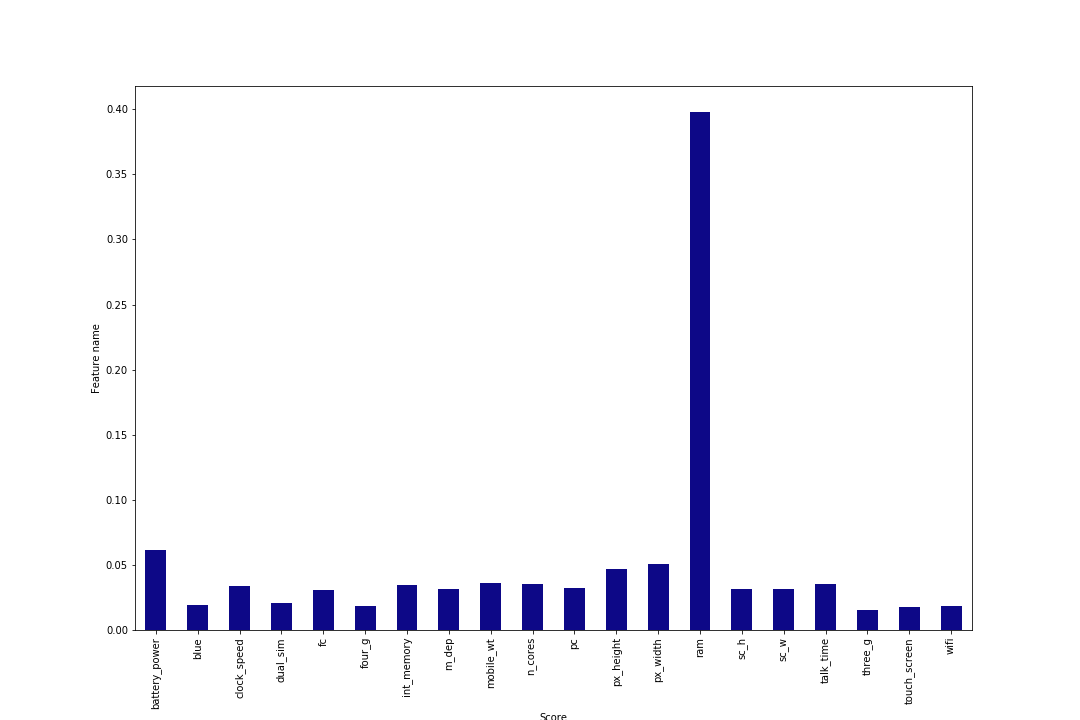 0.40
0.35
0.30
0.25
0.20
0.15
0.10
0.05
0.00
Feature name
battery_power
blue
clock_speed
dual_sim
fc
four_g
int_memory
m_dep
mobile_wt
n_cores
pc
px_height
px_width
ram
sc_h
sc_w
talk_time
three_g
touch_screen
wifi
Score